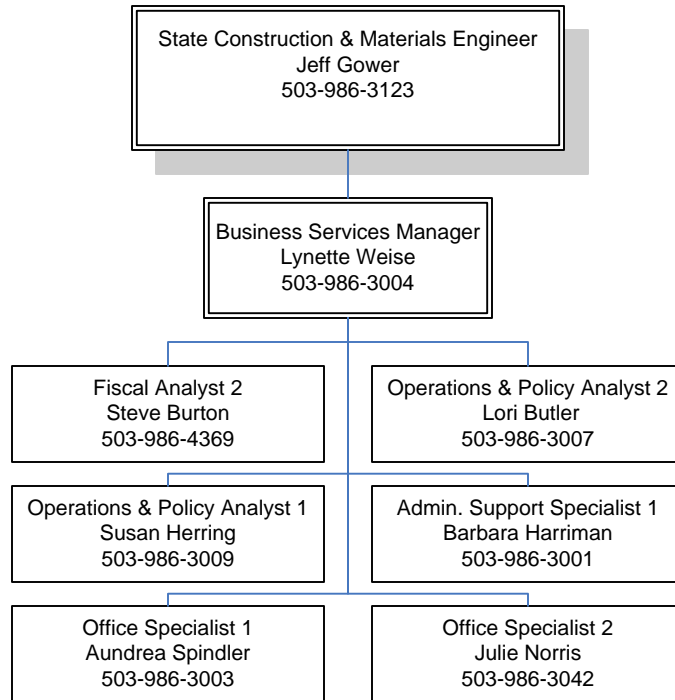 State Construction & Materials Engineer
Jeff Gower
503-986-3123
Business Services Manager
Lynette Weise
503-986-3004
Fiscal Analyst 2
Steve Burton
503-986-4369
Operations & Policy Analyst 2
Lori Butler
503-986-3007
Operations & Policy Analyst 1
Susan Herring
503-986-3009
Admin. Support Specialist 1
Barbara Harriman
503-986-3001
Office Specialist 1
Aundrea Spindler
503-986-3003
Office Specialist 2
Julie Norris
503-986-3042